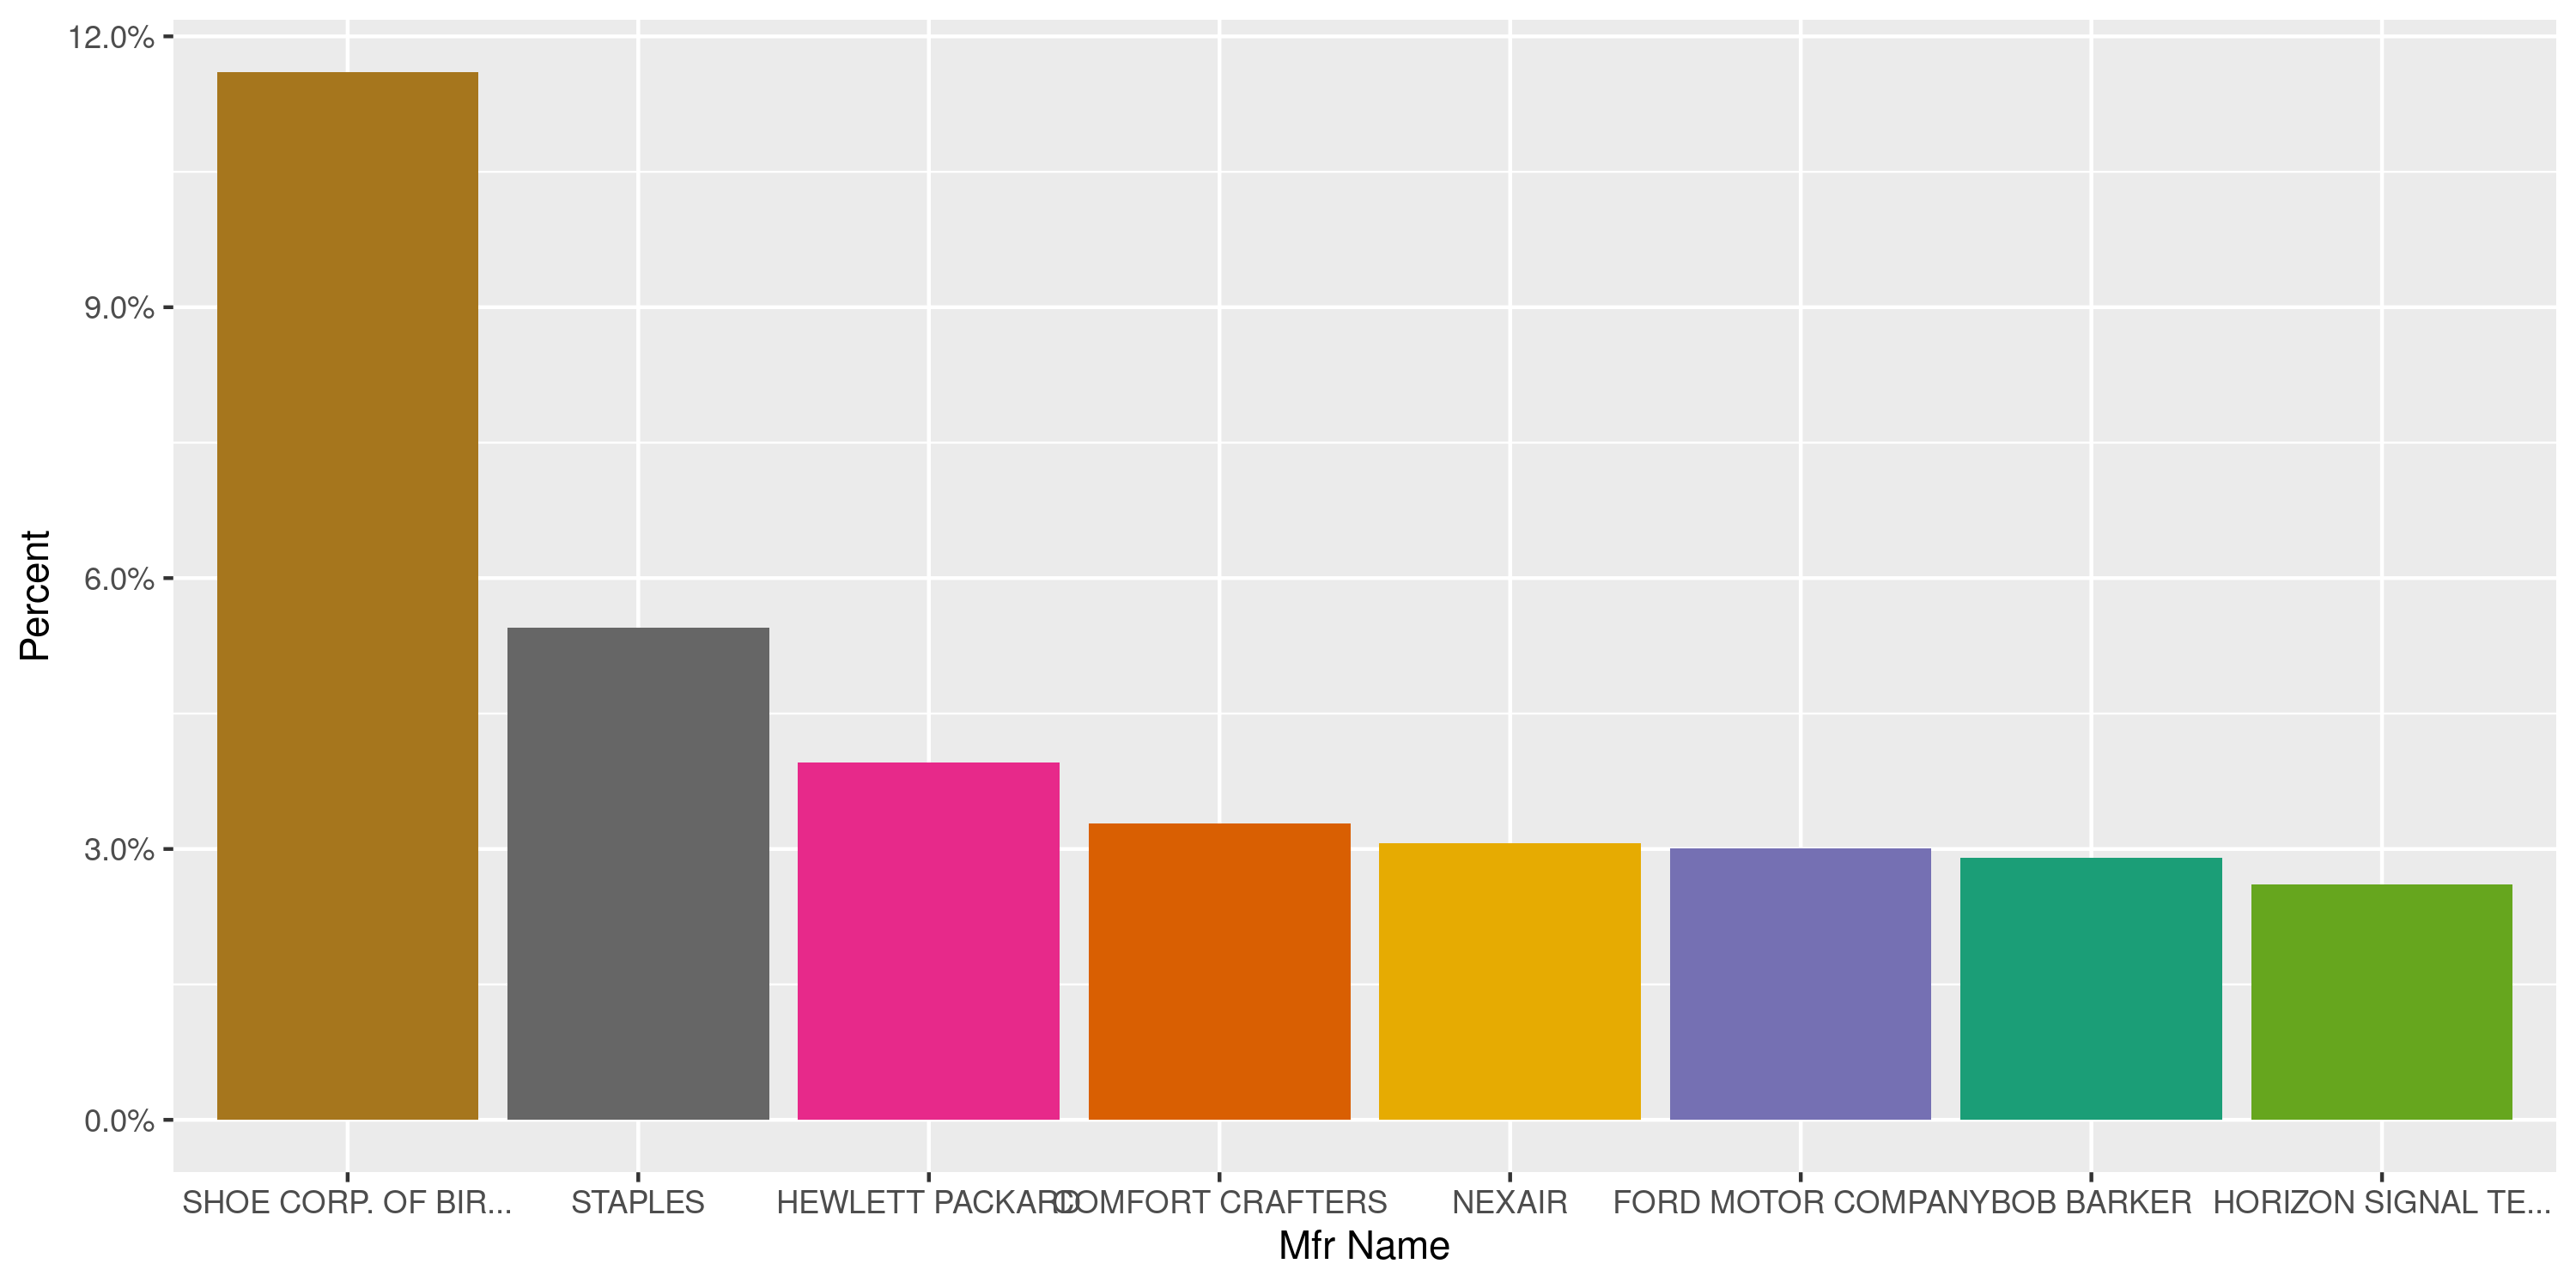 12.0%
9.0%
6.0%
3.0%
0.0%
Percent
SHOE CORP. OF BIR...
STAPLES
HEWLETT PACKARD
COMFORT CRAFTERS
NEXAIR
FORD MOTOR COMPANY
BOB BARKER
HORIZON SIGNAL TE...
Mfr Name